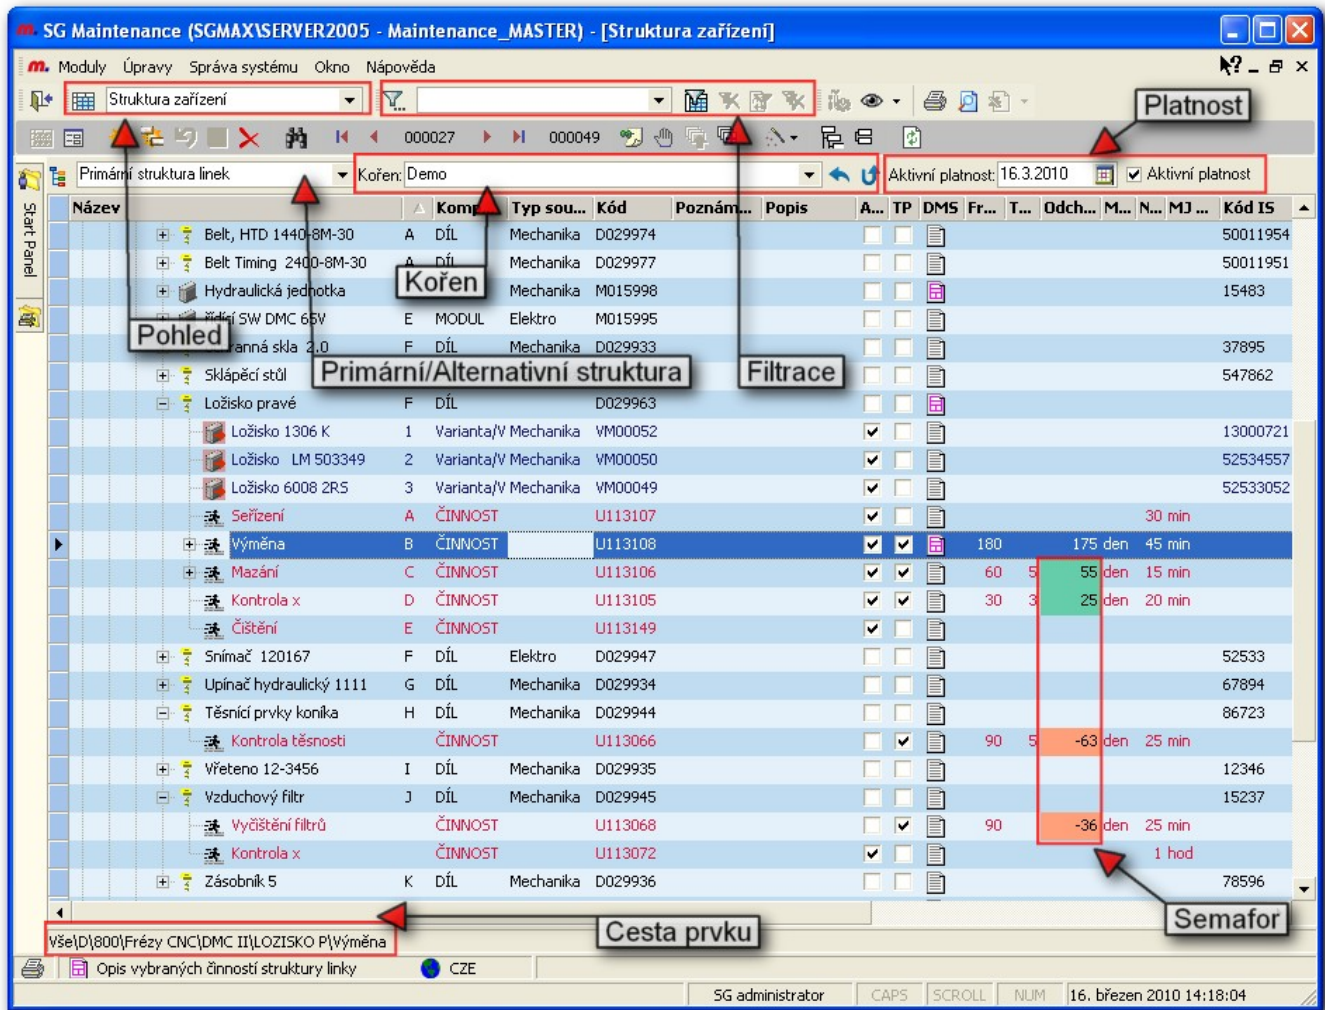 m. SG Maintenance (SGMAX\SERVER2005 - Maintenance_MASTER) - [Struktura zařízení]
m. Moduly Úpravy Správa systému Okno Nápověda
Struktura zařízení
Platnost
000027 000049
Primární struktura linek Kořen: Demo Aktivní platnost: 16.3.2010 Aktivní platnost
Start Panel
Název Komp Typ sou... Kód Poznám... Popis A... TP DMS Fr... T... Odch... M... N... MJ ... Kód IS
Belt, HTD 1440-8M-30 A DÍL Mechanika D029974 50011954
Belt Timing 2400-8M-30 A DÍL Mechanika D029977 50011951
Kořen
Hydraulická jednotka Mechanika M015998 15483
řídící SW DMC 65V E MODUL Elektro M015995
Pohled
ranná skla 2.0 F DÍL Mechanika D029933 37895
Sklápěcí stůl 547862
Primární/Alternativní struktura Filtrace
Ložisko pravé F DÍL D029963
Ložisko 1306 K 1 Varianta/V Mechanika VM00052 13000721
Ložisko LM 503349 2 Varianta/V Mechanika VM00050 52534557
Ložisko 6008 2RS 3 Varianta/V Mechanika VM00049 52533052
Seřízení A ČINNOST U113107 30 min
Výměna B ČINNOST U113108 180 175 den 45 min
Mazání C ČINNOST U113106 60 5 55 den 15 min
Kontrola x D ČINNOST U113105 30 3 25 den 20 min
Čištění E ČINNOST U113149
Snímač 120167 F DÍL Elektro D029947 52533
Upínač hydraulický 1111 G DÍL Mechanika D029934 67894
Těsnící prvky koníka H DÍL Mechanika D029944 86723
Kontrola těsnosti ČINNOST U113066 90 5 -63 den 25 min
Vřeteno 12-3456 I DÍL Mechanika D029935 12346
Vzduchový filtr J DÍL Mechanika D029945 15237
Vyčištění filtrů ČINNOST U113068 90 -36 den 25 min
Kontrola x ČINNOST U113072 1 hod
Zásobník 5 K DÍL Mechanika D029936 78596
Semafor
Cesta prvku
Vše\D\800\Frézy CNC\DMC II\LOZISKO P\Výměna
Opis vybraných činností struktury linky CZE
SG administrator CAPS SCROLL NUM 16. březen 2010 14:18:04